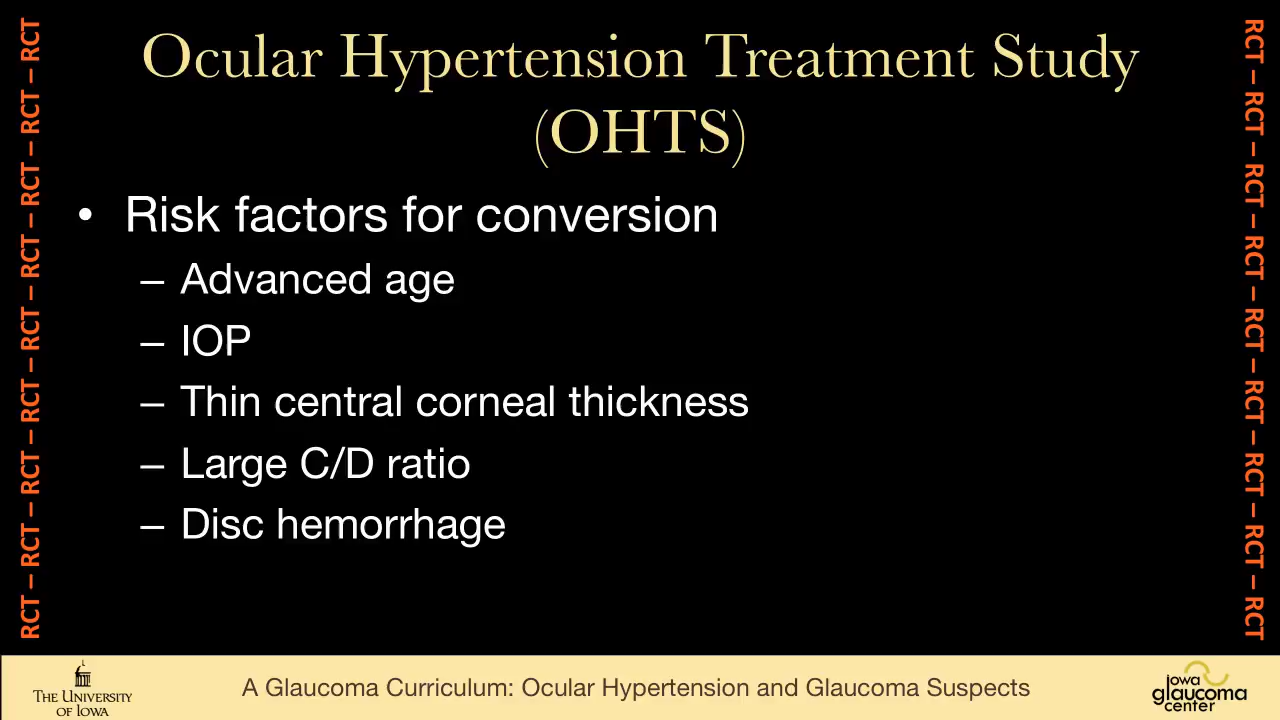 Ocular Hypertension Treatment Study
(OHTS)
• Risk factors for conversion
– Advanced age
– IOP
– Thin central corneal thickness
– Large C/D ratio
– Disc hemorrhage
RCT – RCT – RCT – RCT – RCT – RCT – RCT – RCT – RCT
RCT – RCT – RCT – RCT – RCT – RCT – RCT – RCT – RCT
THE UNIVERSITY
OF IOWA
A Glaucoma Curriculum: Ocular Hypertension and Glaucoma Suspects
iowa
glaucoma
center